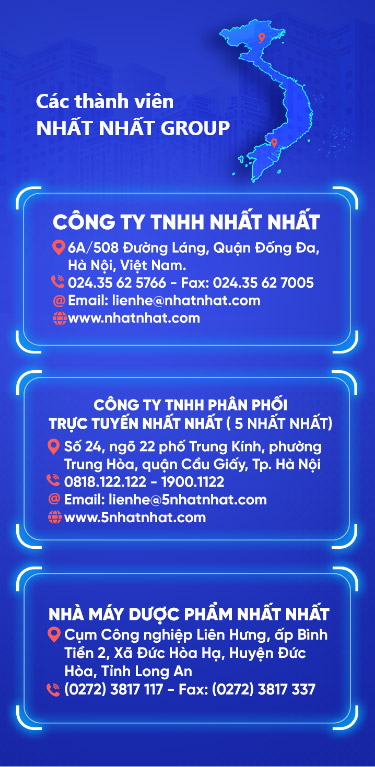 Các thành viên
NHẤT NHẤT GROUP
CÔNG TY TNHH NHẤT NHẤT
6A/508 Đường Láng, Quận Đống Đa,
Hà Nội, Việt Nam.
024.35 62 5766 - Fax: 024.35 62 7005
@ Email: lienhe@nhatnhat.com
www.nhatnhat.com
CÔNG TY TNHH PHÂN PHỐI
TRỰC TUYẾN NHẤT NHẤT ( 5 NHẤT NHẤT)
Số 24, ngõ 22 phố Trung Kính, phường
Trung Hòa, quận Cầu Giấy, Tp. Hà Nội
0818.122.122 - 1900.1122
@ Email: lienhe@5nhatnhat.com
www.5nhatnhat.com
NHÀ MÁY DƯỢC PHẨM NHẤT NHẤT
Cụm Công nghiệp Liên Hưng, ấp Bình
Tiền 2, Xã Đức Hòa Hạ, Huyện Đức
Hòa, Tỉnh Long An
(0272) 3817 117 - Fax: (0272) 3817 337